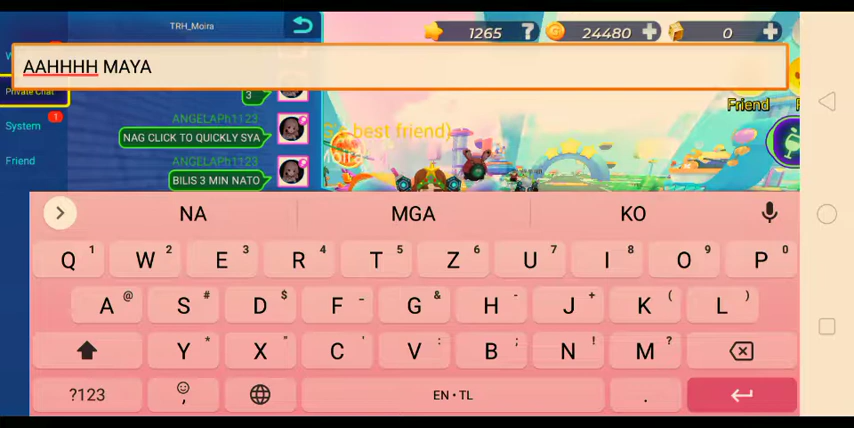 TRH_Moira
1265 ?
24480 +
0 +
AAHHHH MAYA
Private Chat
3
Friend
System
1
ANGELAPh1123
NAG CLICK TO QUICKLY SYA
best friend)
Moira
Friend
ANGELAPh1123
BILIS 3 MIN NATO
NA MGA KO
Q 1 W 2 E 3 R 4 T 5 Z 6 U 7 I 8 O 9 P 0
A @ S # D $ F _ G & H - J + K ( L )
Y * X " C ' V : B ; N ! M ?
?123 , EN • TL .